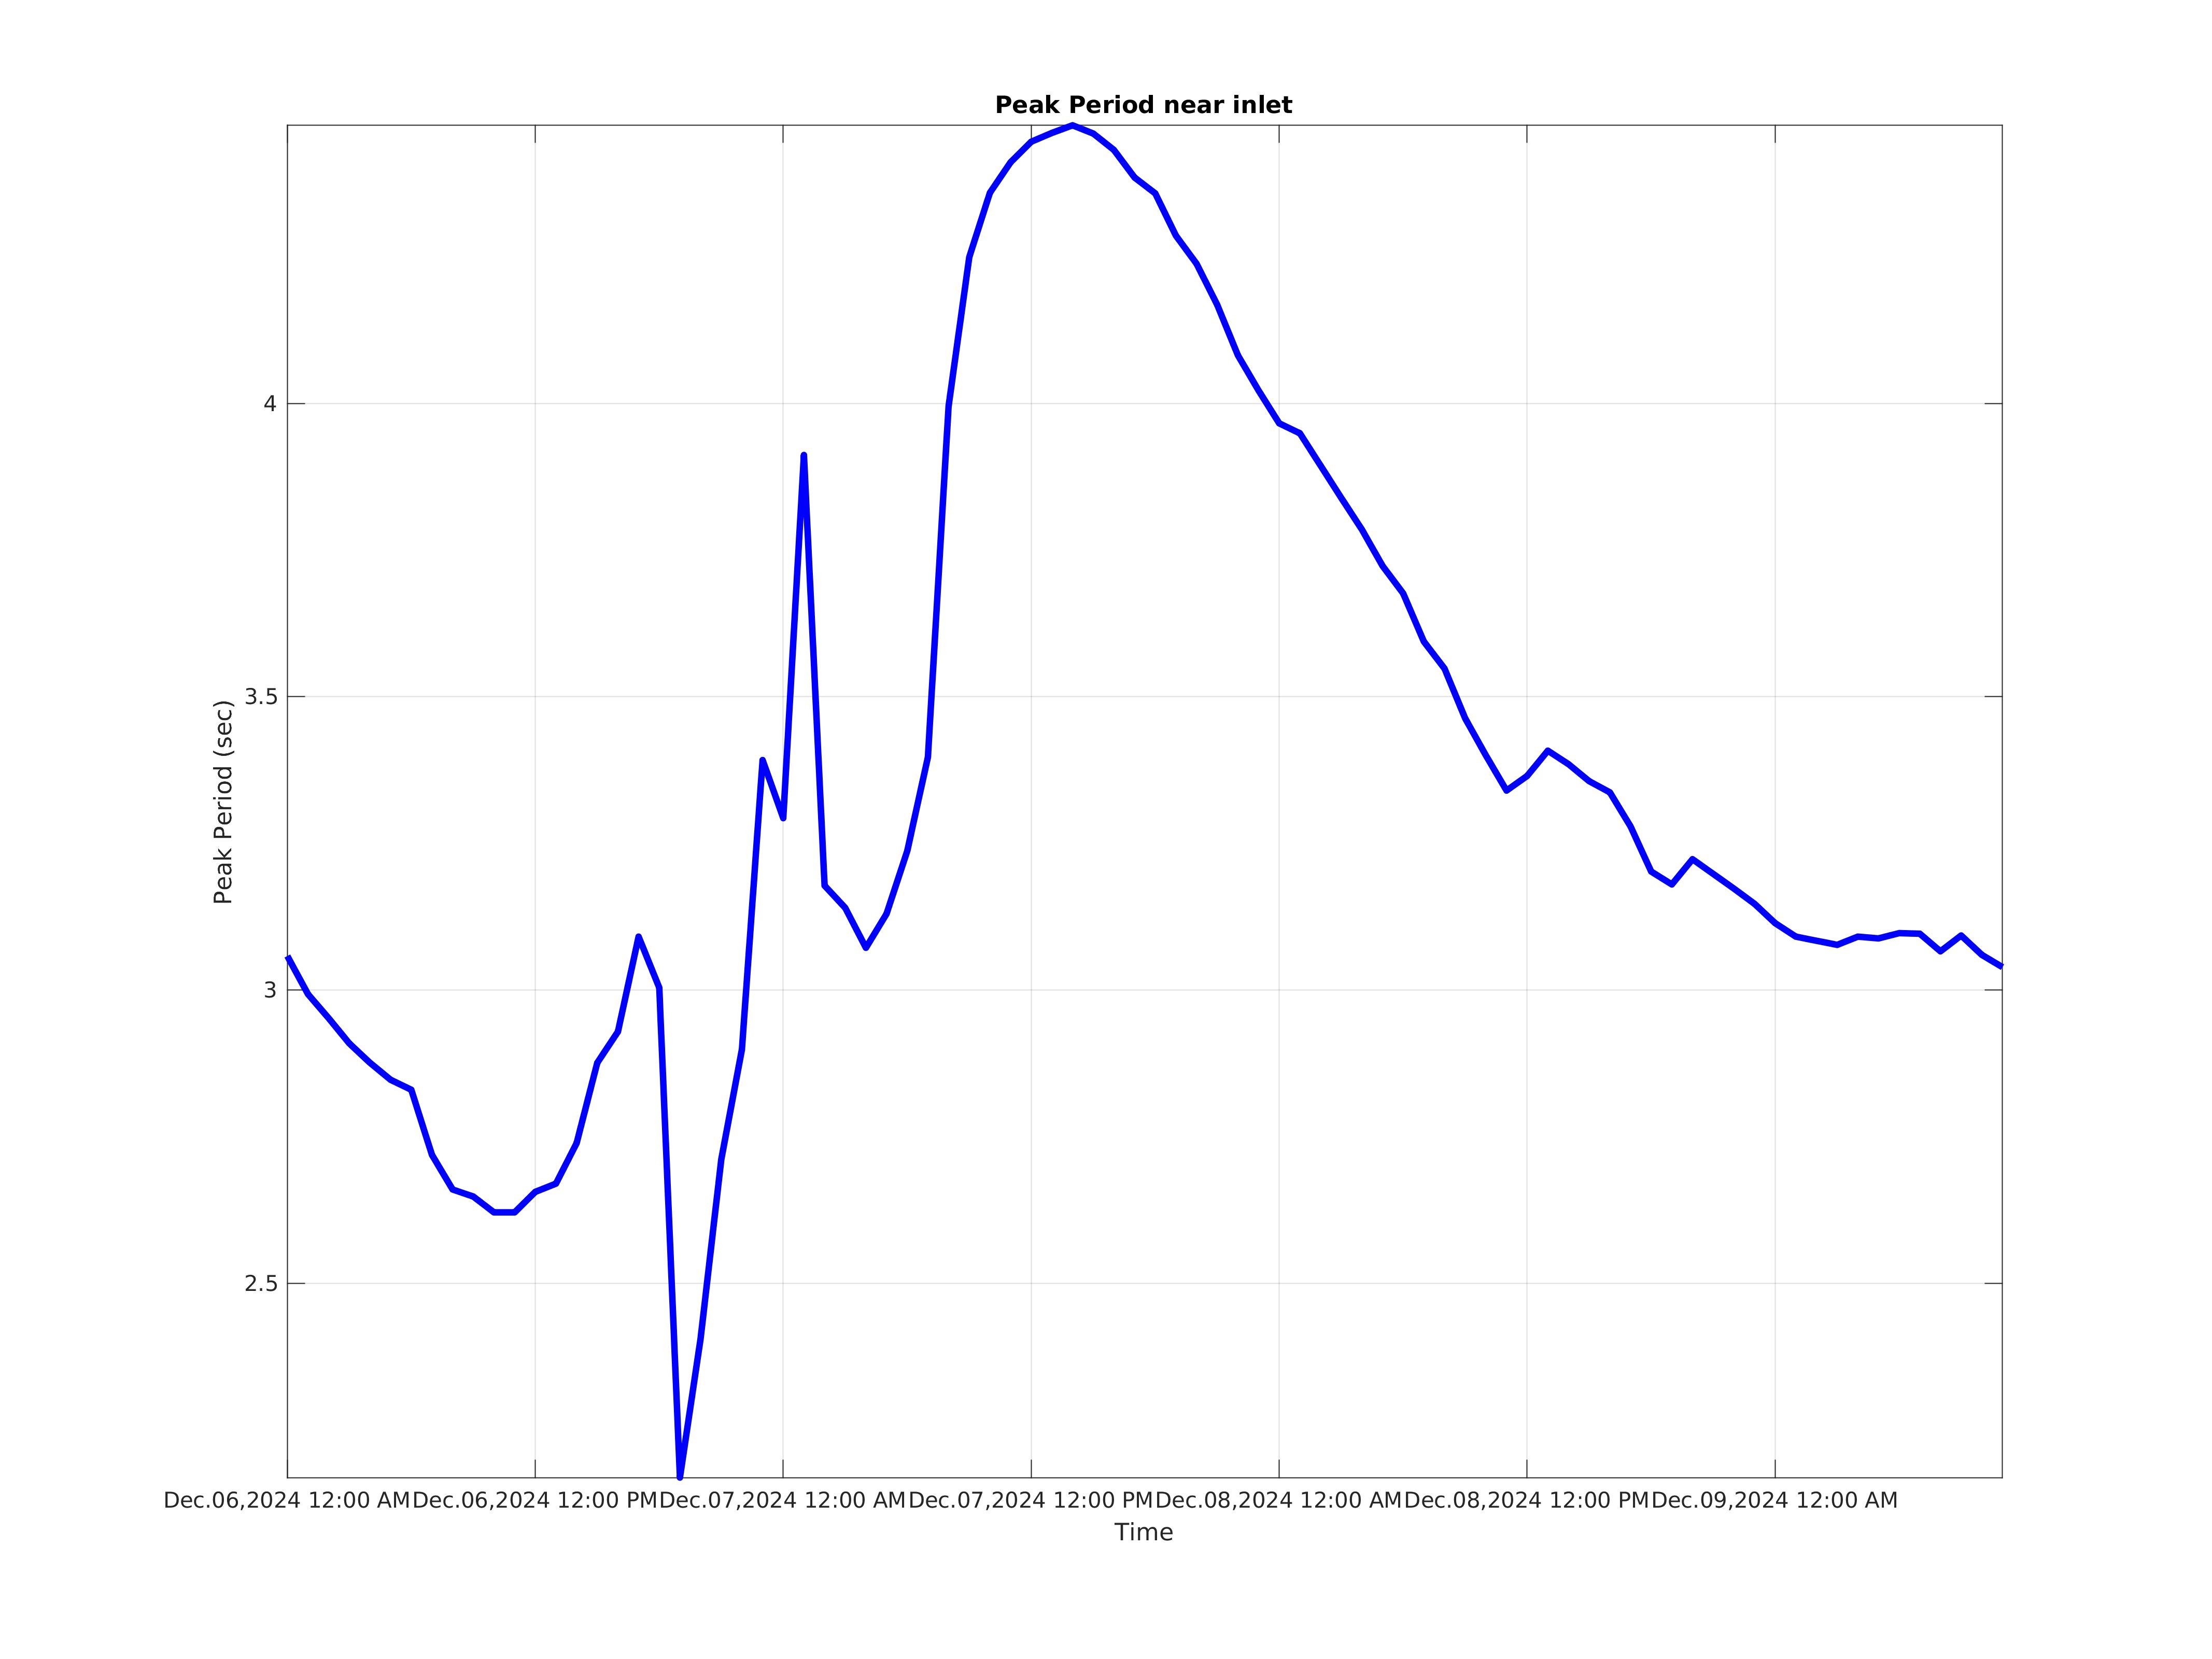 Peak Period near inlet
4
3.5
3
2.5
Peak Period (sec)
Dec.06,2024 12:00 AM Dec.06,2024 12:00 PM Dec.07,2024 12:00 AM Dec.07,2024 12:00 PM Dec.08,2024 12:00 AM Dec.08,2024 12:00 PM Dec.09,2024 12:00 AM
Time